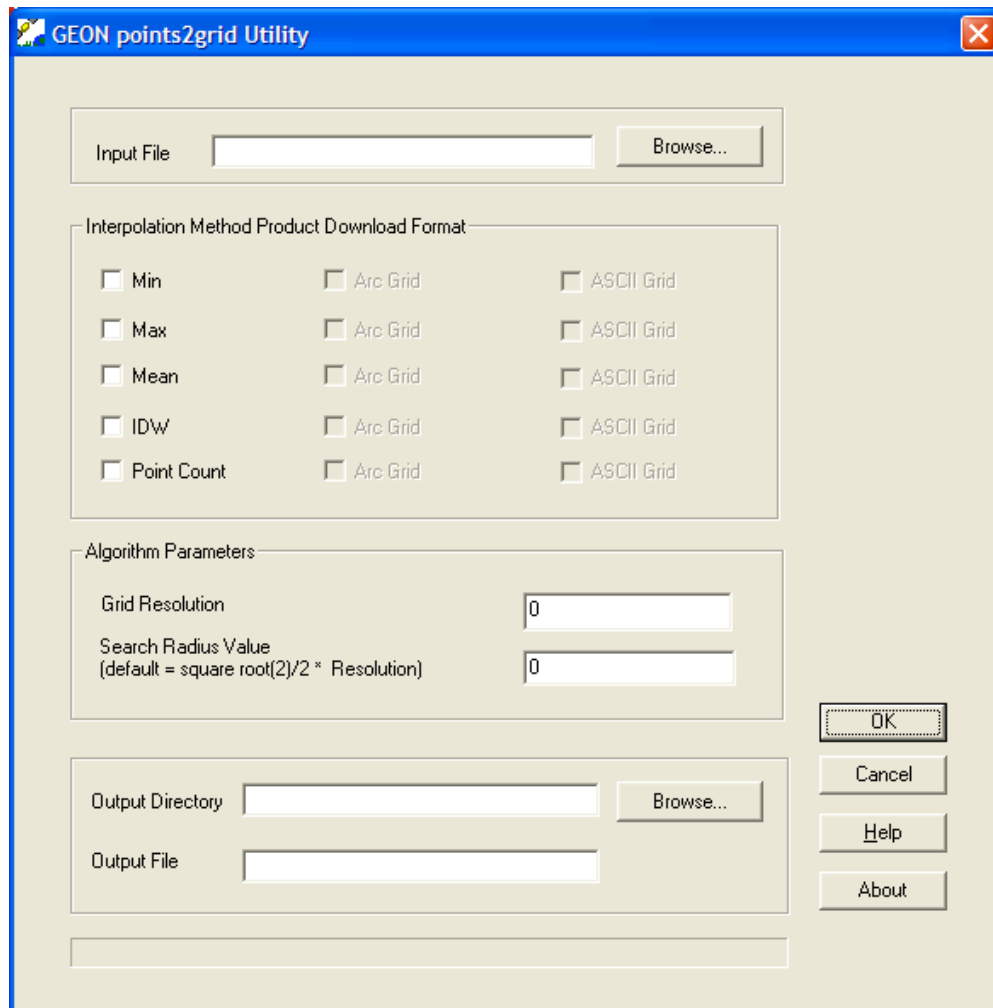 GEON points2grid Utility
Input File Browse...
Interpolation Method Product Download Format
Min Arc Grid ASCII Grid
Max Arc Grid ASCII Grid
Mean Arc Grid ASCII Grid
IDW Arc Grid ASCII Grid
Point Count Arc Grid ASCII Grid
Algorithm Parameters
Grid Resolution 0
Search Radius Value
(default = square root(2)/2 * Resolution) 0
OK
Cancel
Output Directory Browse...
Help
Output File
About